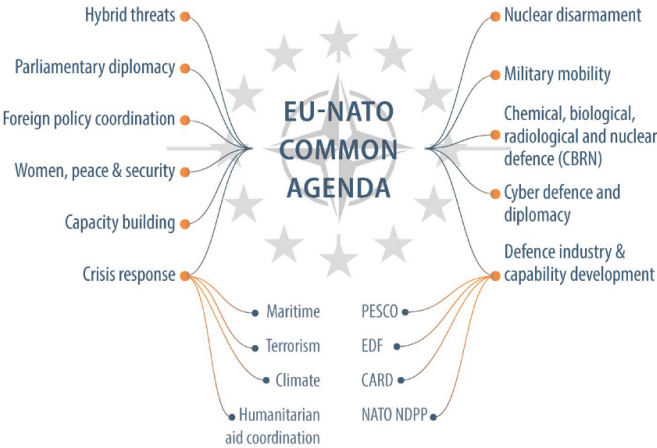 Hybrid threats
Parliamentary diplomacy
Foreign policy coordination
Women, peace & security
Capacity building
Crisis response
EU-NATO
COMMON
AGENDA
Nuclear disarmament
Military mobility
Chemical, biological,
radiological and nuclear
defence (CBRN)
Cyber defence and
diplomacy
Defence industry &
capability development
Maritime
Terrorism
Climate
Humanitarian
aid coordination
PESCO
EDF
CARD
NATO NDPP